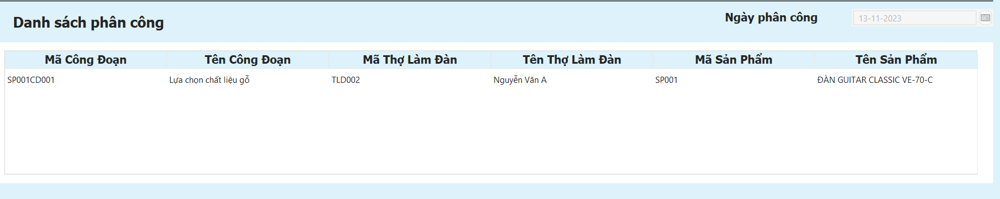 Danh sách phân công
Ngày phân công
13-11-2023
Mã Công Đoạn Tên Công Đoạn Mã Thợ Làm Đàn Tên Thợ Làm Đàn Mã Sản Phẩm Tên Sản Phẩm
SP001CD001 Lựa chọn chất liệu gỗ TLD002 Nguyễn Văn A SP001 ĐÀN GUITAR CLASSIC VE-70-C